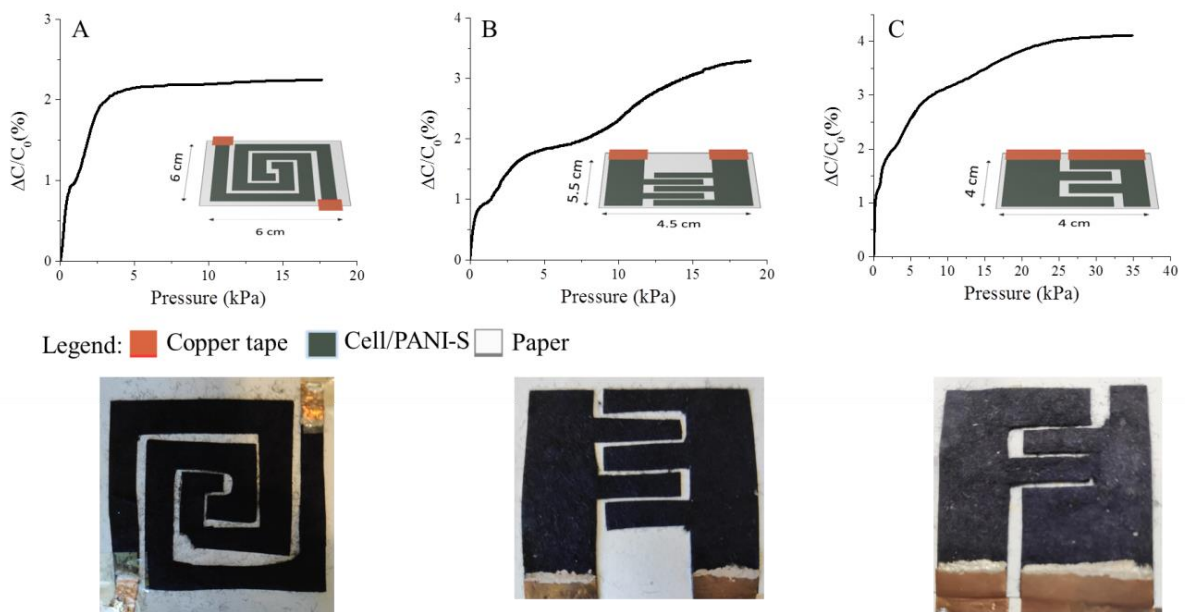 A
ΔC/C₀(%)
3
2
1
0
0
5
10
15
20
Pressure (kPa)
6 cm
6 cm
B
ΔC/C₀(%)
4
3
2
1
0
0
5
10
15
20
Pressure (kPa)
5.5 cm
4.5 cm
C
ΔC/C₀(%)
4
3
2
1
0
0
5
10
15
20
25
30
35
40
Pressure (kPa)
4 cm
4 cm
Legend: Copper tape Cell/PANI-S Paper